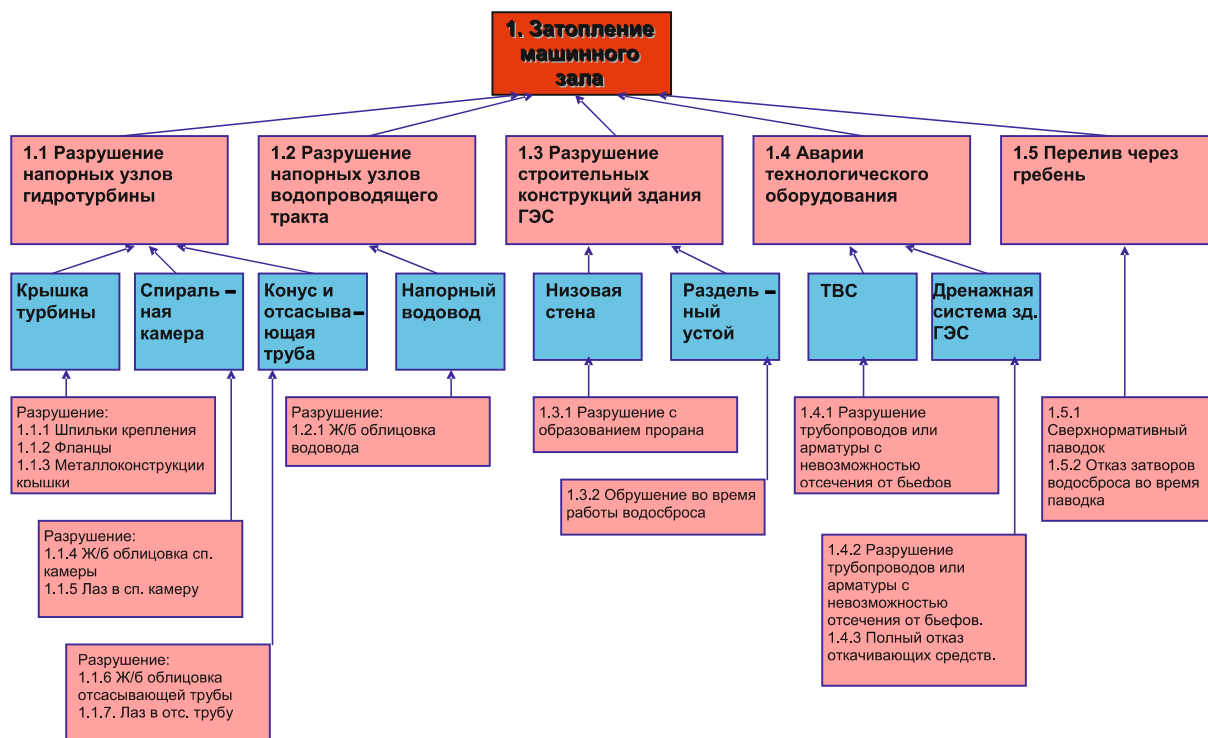 1. Затопление
машинного
зала
1.1 Разрушение
напорных узлов
гидротурбины
1.2 Разрушение
напорных узлов
водопроводящего
тракта
1.3 Разрушение
строительных
конструкций здания
ГЭС
1.4 Аварии
технологического
оборудования
1.5 Перелив через
гребень
Крышка
турбины
Спираль –
ная
камера
Конус и
отсасыва –
ющая
труба
Напорный
водовод
Низовая
стена
Раздель –
ный
устой
ТВС
Дренажная
система зд.
ГЭС
Разрушение:
1.1.1 Шпильки крепления
1.1.2 Фланцы
1.1.3 Металлоконструкции
крышки
Разрушение:
1.2.1 Ж/б облицовка
водовода
1.3.1 Разрушение с
образованием прорана
1.4.1 Разрушение
трубопроводов или
арматуры с
невозможностью
отсечения от бьефов
1.5.1
Сверхнормативный
паводок
1.5.2 Отказ затворов
водосброса во время
паводка
1.3.2 Обрушение во время
работы водосброса
Разрушение:
1.1.4 Ж/б облицовка сп.
камеры
1.1.5 Лаз в сп. камеру
1.4.2 Разрушение
трубопроводов или
арматуры с
невозможностью
отсечения от бьефов.
1.4.3 Полный отказ
откачивающих средств.
Разрушение:
1.1.6 Ж/б облицовка
отсасывающей трубы
1.1.7. Лаз в отс. трубу